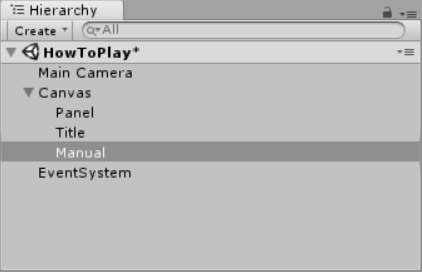 Hierarchy
Create All
HowToPlay*
Main Camera
Canvas
Panel
Title
Manual
EventSystem